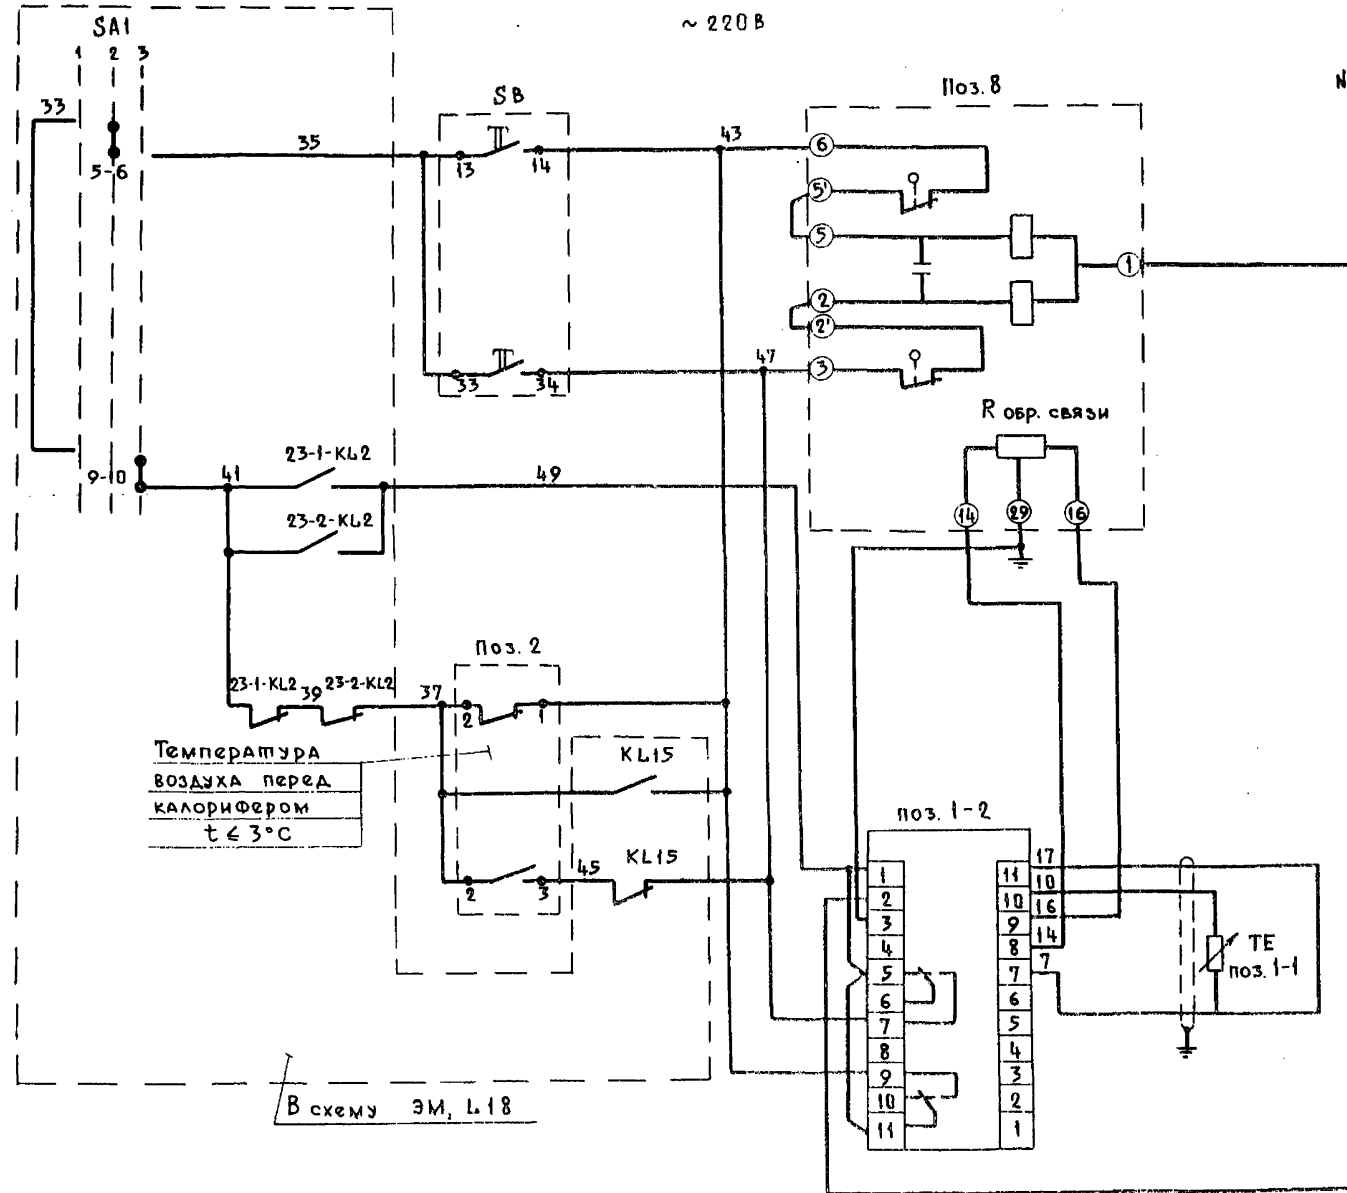 ~ 220 В
SA1
1 2 3
33
5-6
35
SB
13 14
43
Поз. 8
N
6
5'
5
1
2
2'
3
33 34
47
R обр. связи
14 29 16
9-10
41
23-1-KL2
49
23-2-KL2
Поз. 2
23-1-KL2 39 23-2-KL2
37
2 1
Температура
воздуха перед
калорифером
t ≤ 3°C
KL15
2 3
45
KL15
поз. 1-2
1
2
3
4
5
6
7
8
9
10
11
11
10
9
8
7
6
5
4
3
2
1
17
10
16
14
7
TE
поз. 1-1
В схему ЭМ, L18